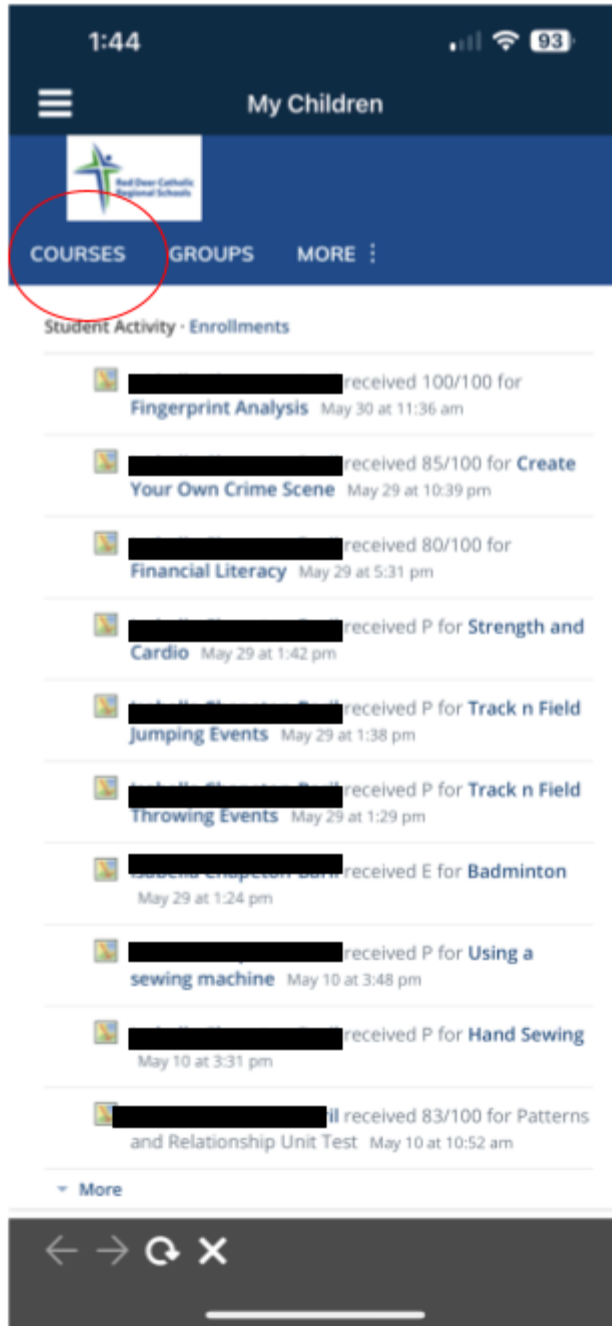 1:44
93
My Children
Red Deer Catholic
Regional Schools
COURSES GROUPS MORE
Student Activity · Enrollments
received 100/100 for
Fingerprint Analysis May 30 at 11:36 am
received 85/100 for Create
Your Own Crime Scene May 29 at 10:39 pm
received 80/100 for
Financial Literacy May 29 at 5:31 pm
received P for Strength and
Cardio May 29 at 1:42 pm
received P for Track n Field
Jumping Events May 29 at 1:38 pm
received P for Track n Field
Throwing Events May 29 at 1:29 pm
received E for Badminton
May 29 at 1:24 pm
received P for Using a
sewing machine May 10 at 3:48 pm
received P for Hand Sewing
May 10 at 3:31 pm
received 83/100 for Patterns
and Relationship Unit Test May 10 at 10:52 am
More